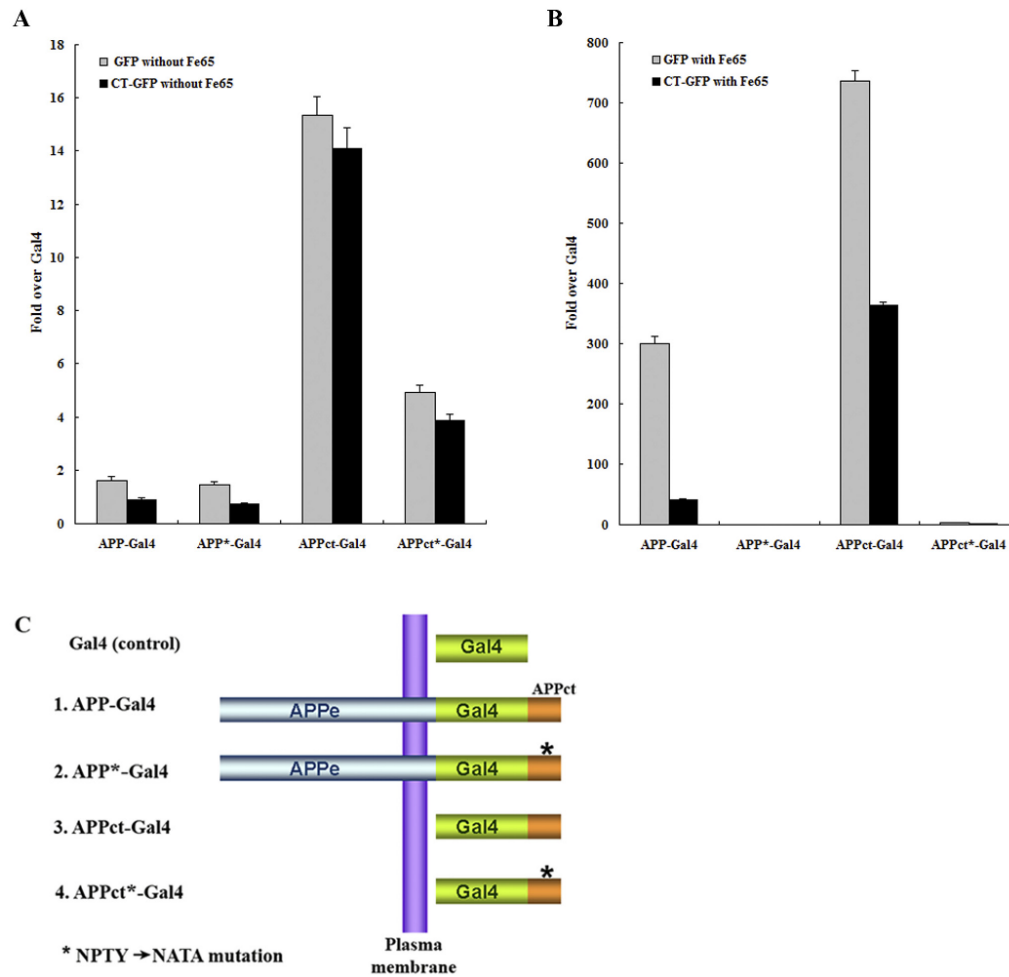 A
18
16
14
12
10
8
6
4
2
0
Fold over Gal4
GFP without Fe65
CT-GFP without Fe65
APP-Gal4
APP*-Gal4
APPct-Gal4
APPct*-Gal4
B
800
700
600
500
400
300
200
100
0
Fold over Gal4
GFP with Fe65
CT-GFP with Fe65
APP-Gal4
APP*-Gal4
APPct-Gal4
APPct*-Gal4
C
Gal4 (control)
Gal4
APPct
1. APP-Gal4
APPe
Gal4
*
2. APP*-Gal4
APPe
Gal4
3. APPct-Gal4
Gal4
*
4. APPct*-Gal4
Gal4
* NPTY→NATA mutation
Plasma
membrane